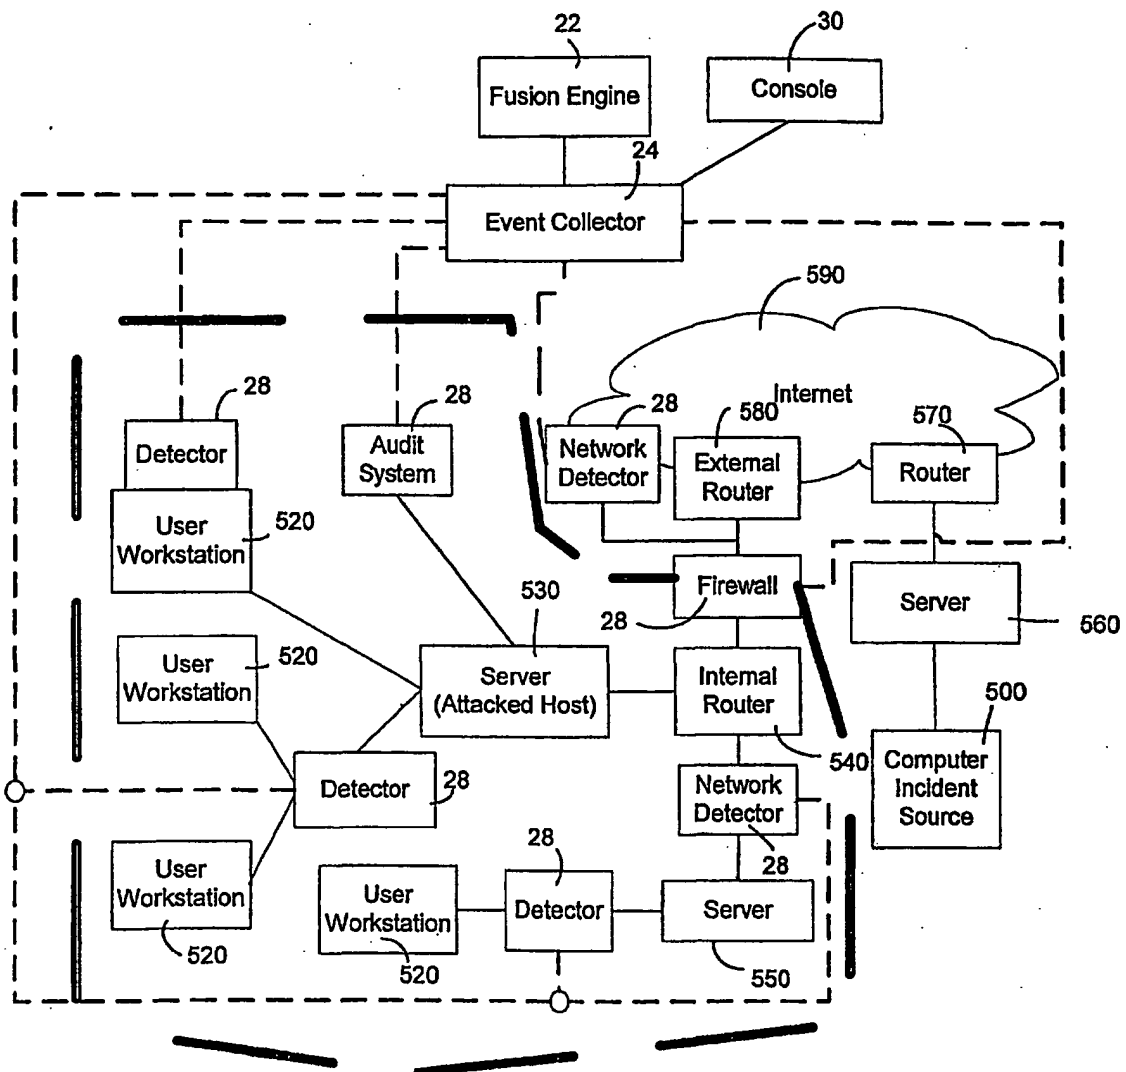 22
30
Fusion Engine
Console
24
Event Collector
590
Internet
28
28
28
580
570
Detector
Audit
System
Network
Detector
External
Router
Router
User
Workstation
520
530
Firewall
28
Server
560
User
Workstation
520
Server
(Attacked Host)
Internal
Router
540
500
Computer
Incident
Source
Detector
28
Network
Detector
28
User
Workstation
520
28
User
Workstation
520
Detector
Server
550